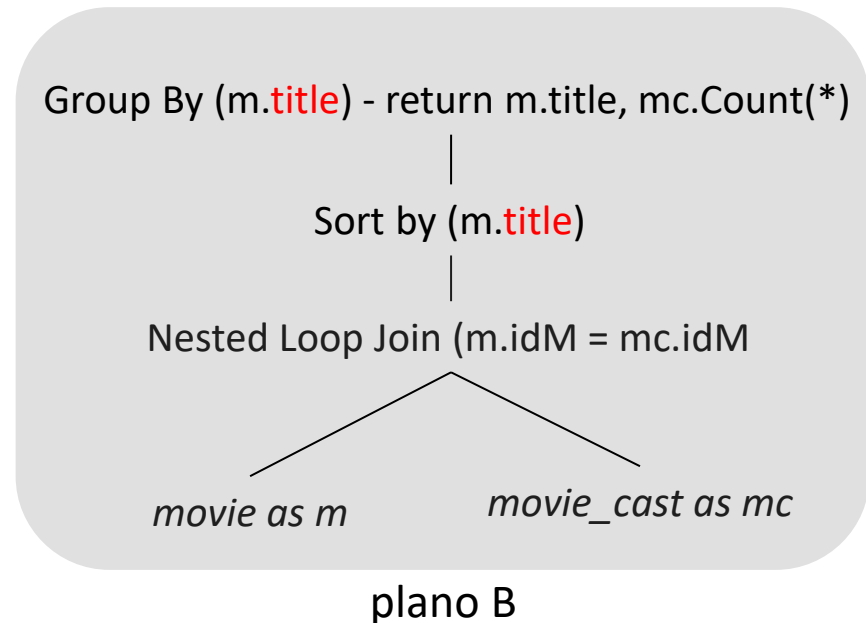 Group By (m.title) - return m.title, mc.Count(*)
Sort by (m.title)
Nested Loop Join (m.idM = mc.idM
movie as m
movie_cast as mc
plano B